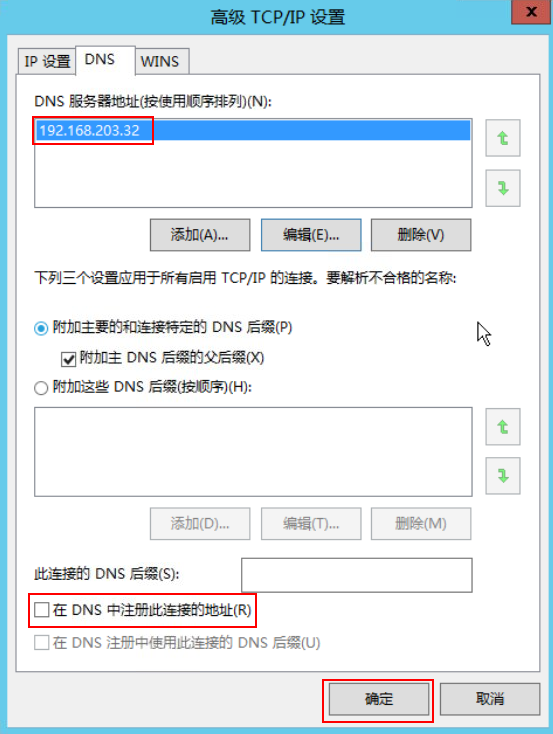 高级 TCP/IP 设置
x
IP 设置 DNS WINS
DNS 服务器地址(按使用顺序排列)(N):
192.168.203.32
添加(A)... 编辑(E)... 删除(V)
下列三个设置应用于所有启用 TCP/IP 的连接。要解析不合格的名称:
附加主要的和连接特定的 DNS 后缀(P)
附加主 DNS 后缀的父后缀(X)
附加这些 DNS 后缀(按顺序)(H):
添加(D)... 编辑(T)... 删除(M)
此连接的 DNS 后缀(S):
在 DNS 中注册此连接的地址(R)
在 DNS 注册中使用此连接的 DNS 后缀(U)
确定 取消